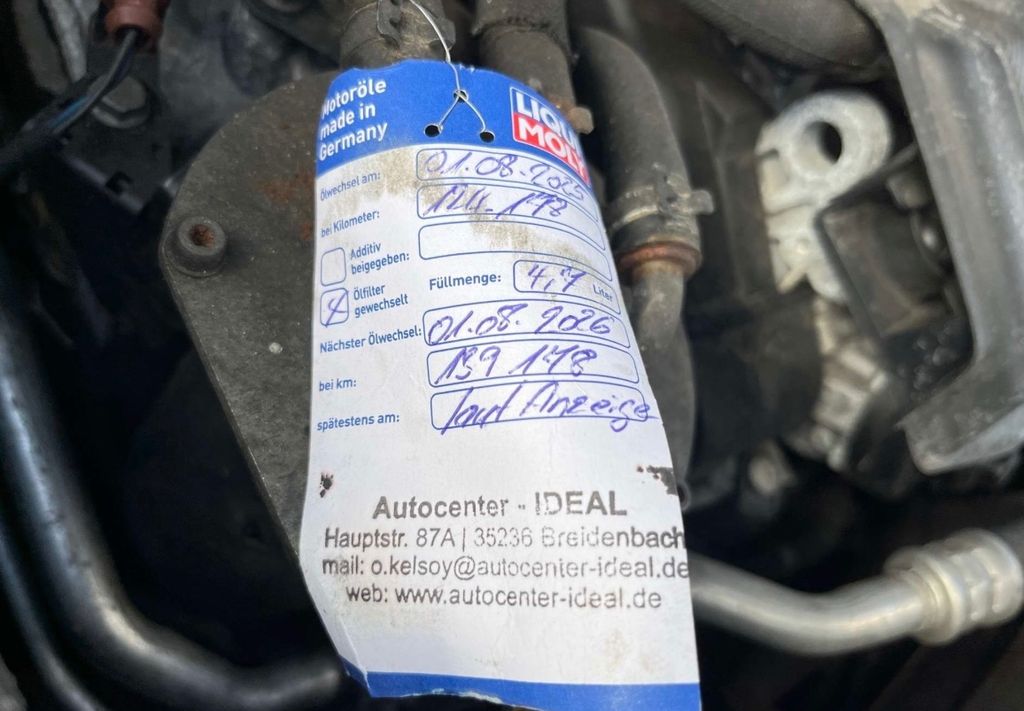 Motoröle
made in
Germany
LIQUI
MOLY
Ölwechsel am: 01.08.2025
bei Kilometer: 124.178
Additiv
beigegeben:
Ölfilter
gewechselt
Füllmenge: 4,7 Liter
Nächster Ölwechsel: 01.08.2026
bei km: 139 178
spätestens am: laut Anzeige
Autocenter - IDEAL
Hauptstr. 87A | 35236 Breidenbach
mail: o.kelsoy@autocenter-ideal.de
web: www.autocenter-ideal.de